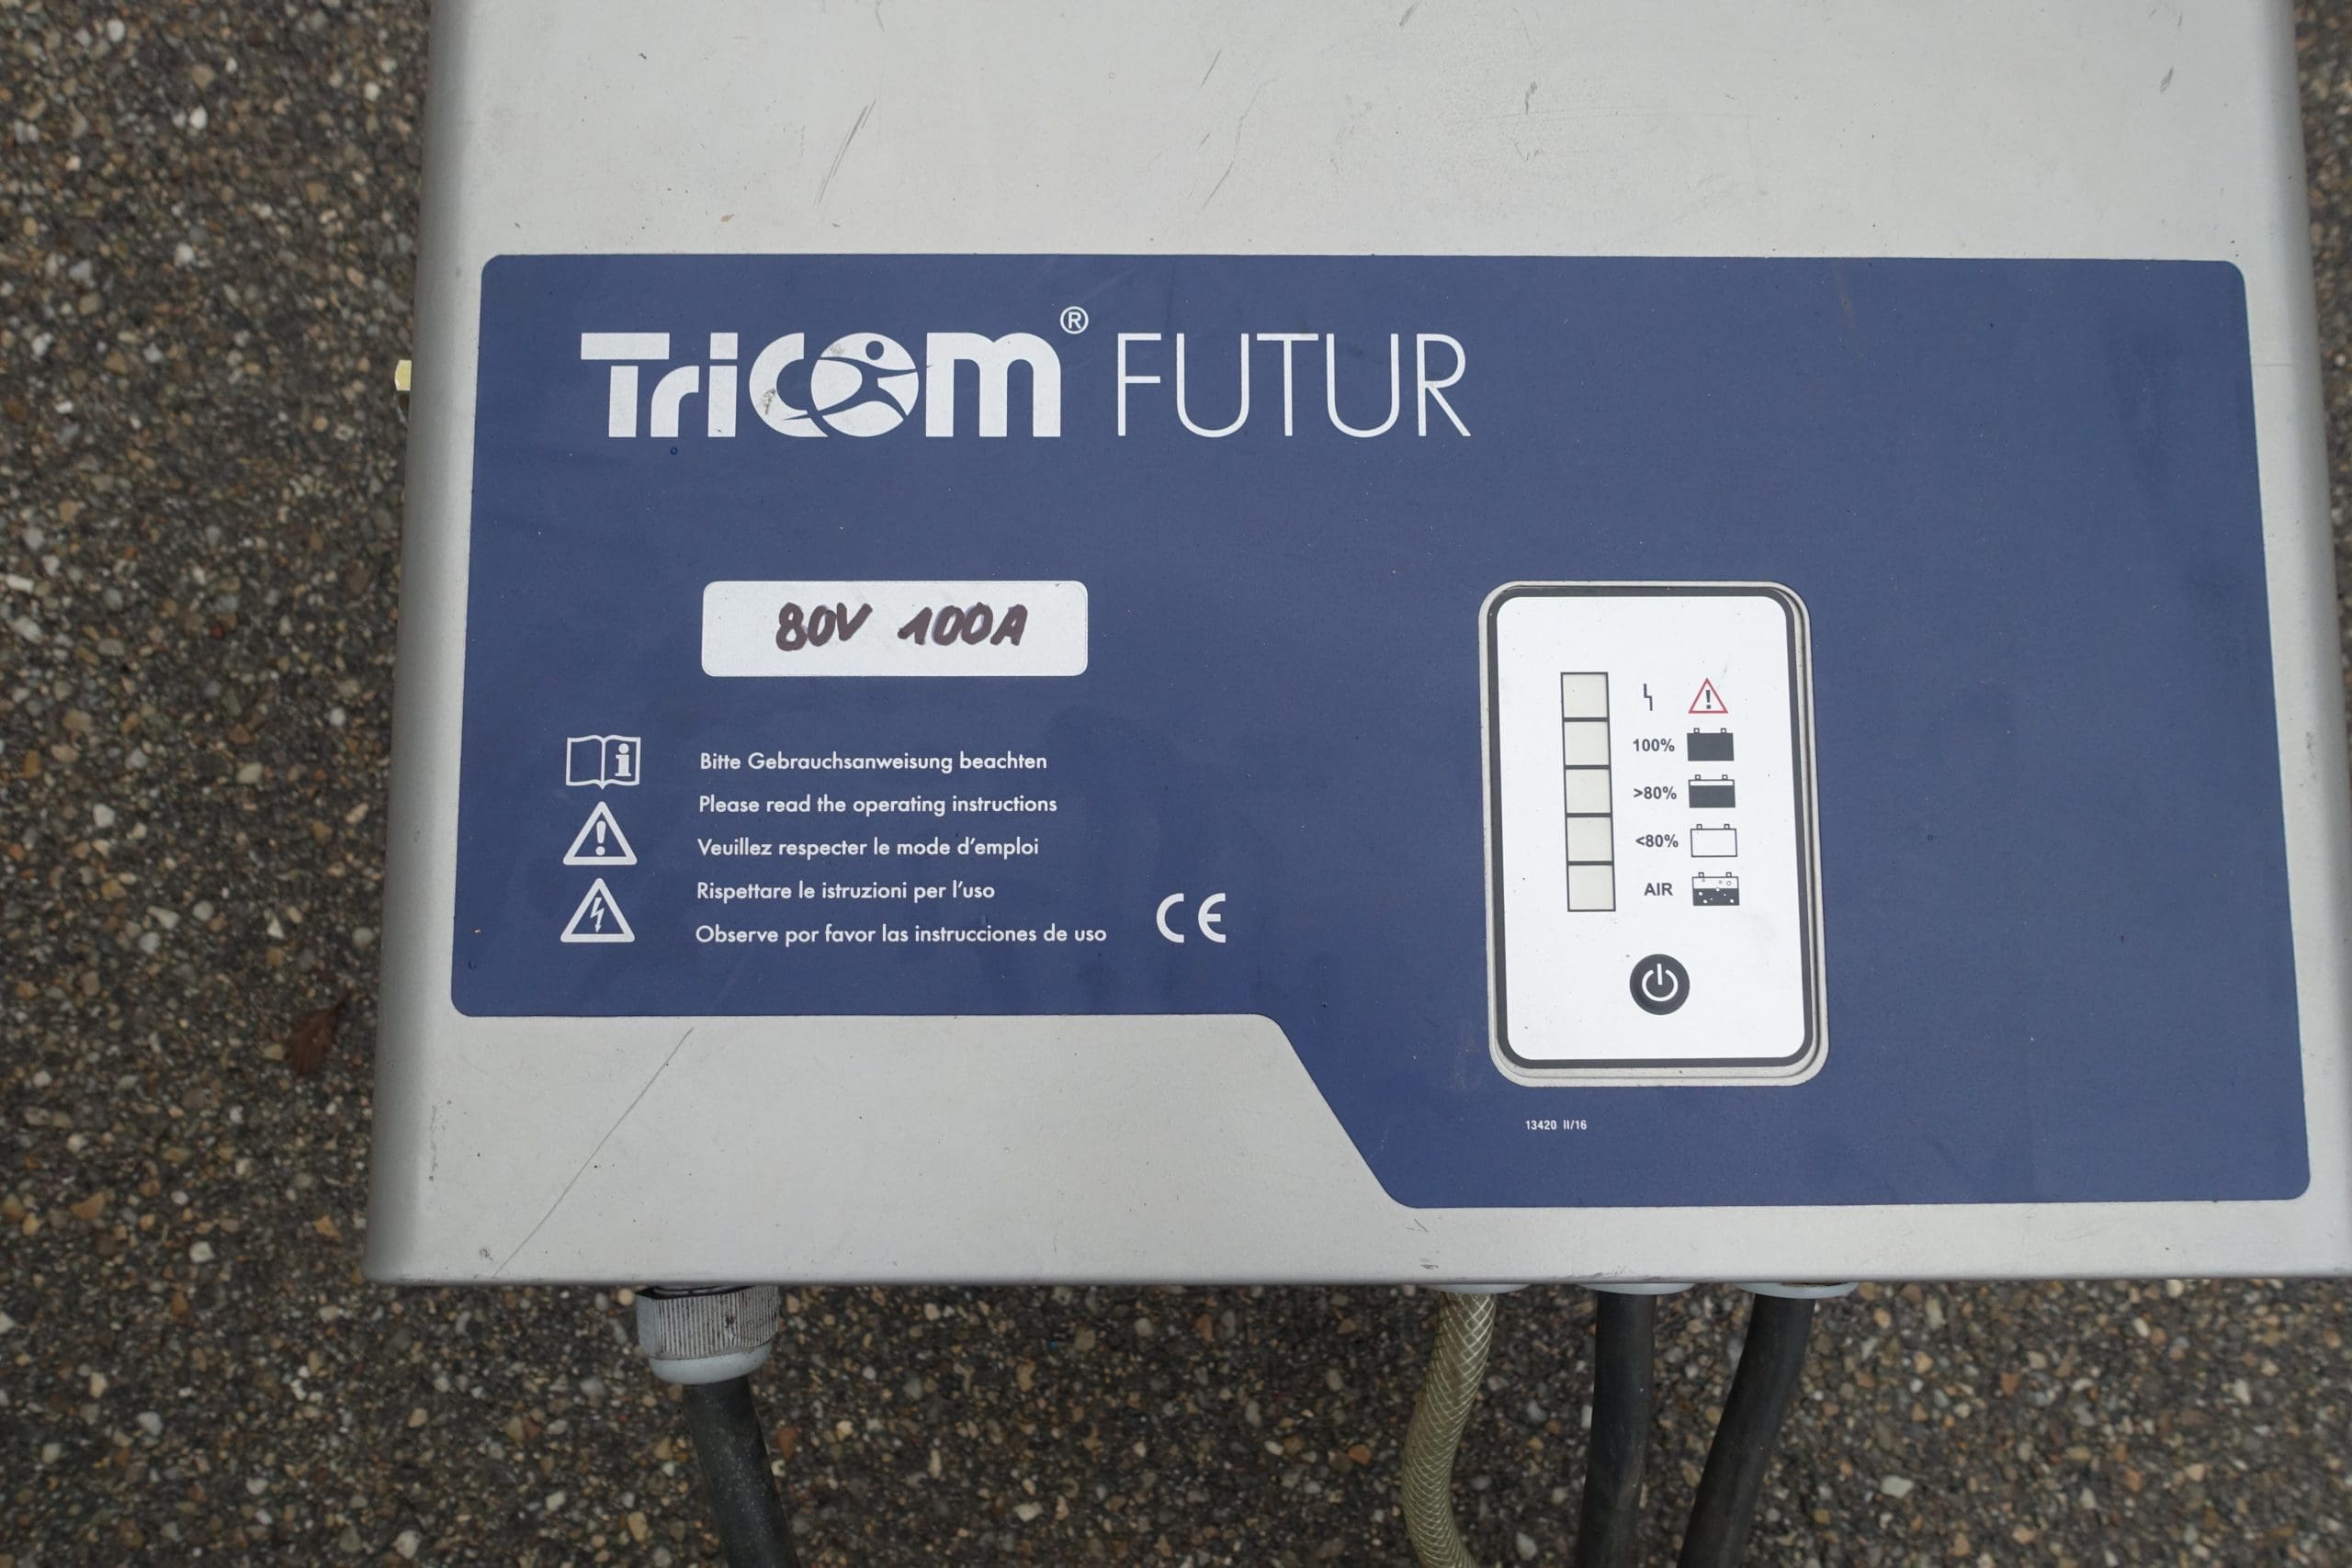 TriCOM® FUTUR
80V 100A
Bitte Gebrauchsanweisung beachten
Please read the operating instructions
Veuillez respecter le mode d'emploi
Rispettare le istruzioni per l'uso
Observe por favor las instrucciones de uso
CE
100%
>80%
<80%
AIR
13420 II/16